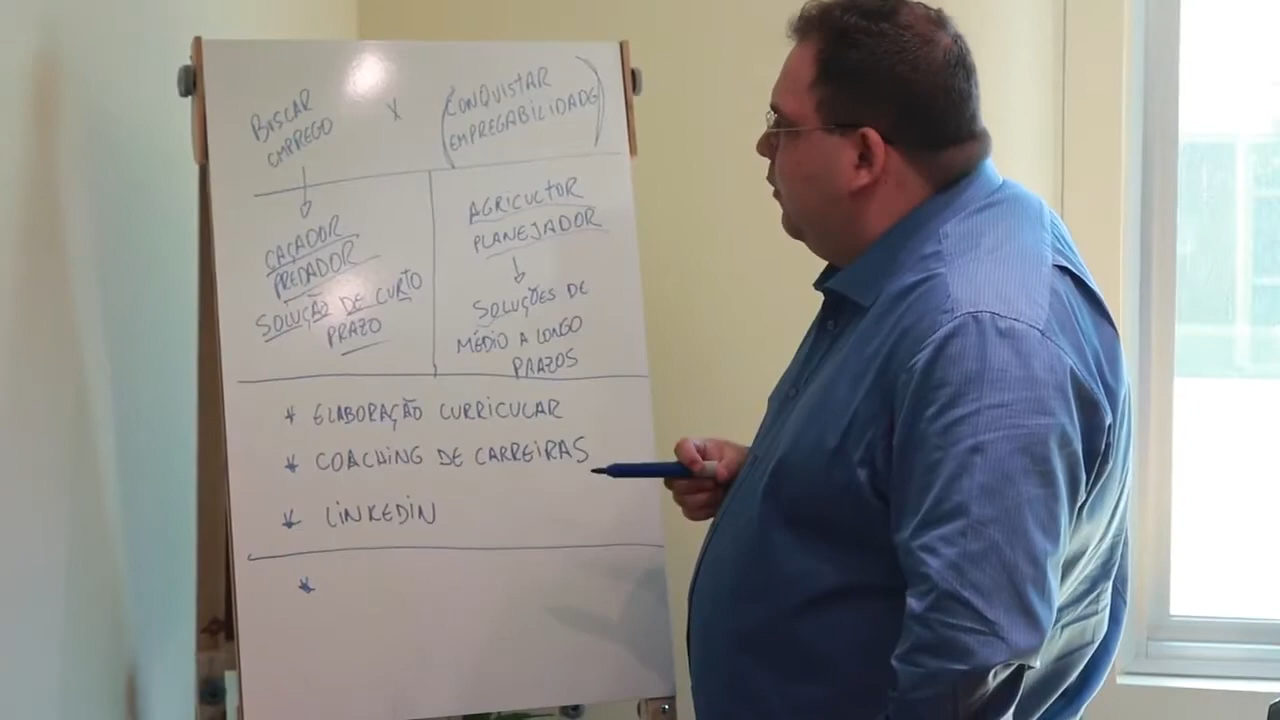 BUSCAR
EMPREGO
X
(CONQUISTAR
EMPREGABILIDADE)
CAÇADOR
PREDADOR
SOLUÇÃO DE CURTO
PRAZO
AGRICULTOR
PLANEJADOR
SOLUÇÕES DE
MÉDIO A LONGO
PRAZOS
* ELABORAÇÃO CURRICULAR
* COACHING DE CARREIRAS
* LINKEDIN
*